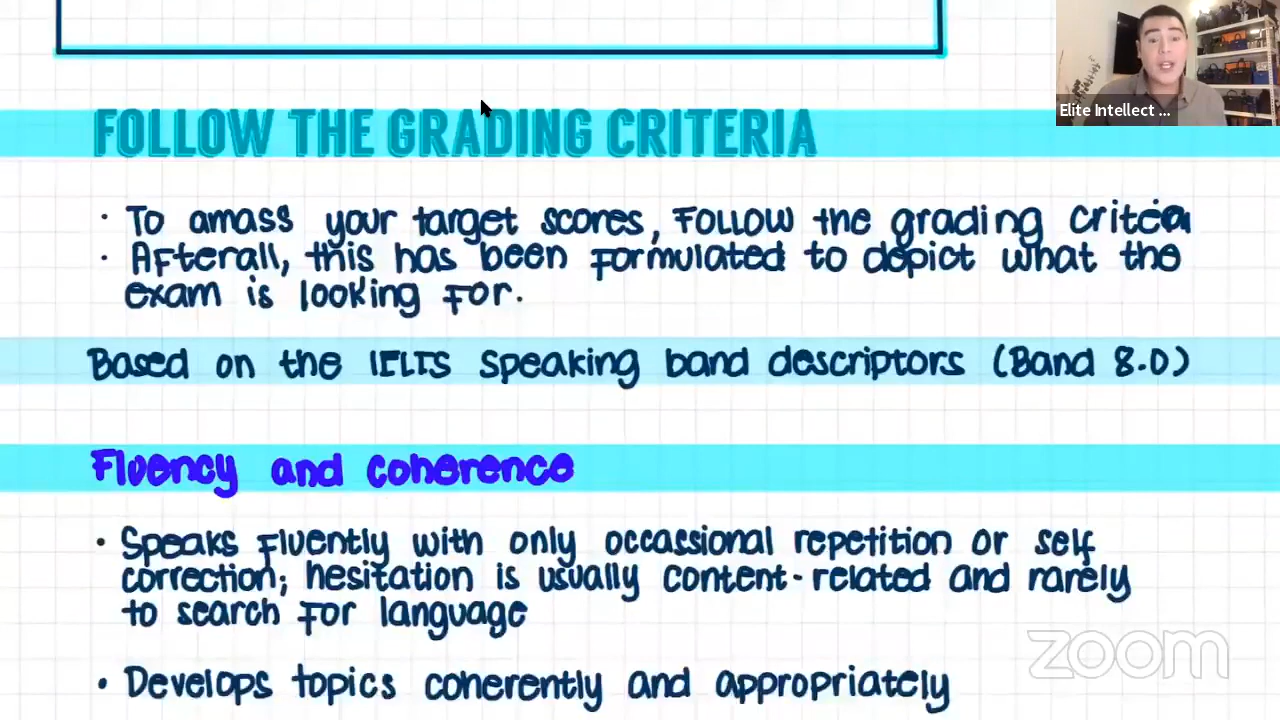 FOLLOW THE GRADING CRITERIA
Elite Intellect ...
· To amass your target scores, Follow the grading critéia
· Afterall, this has been formulated to depict what the
exam is looking for.
Based on the IELTS speaking band descriptors (Band 8.0)
Fluency and coherence
· Speaks fluently with only occassional repetition or self
correction; hesitation is usually content-related and rarely
to search for language
· Develops topics coherently and appropriately
zoom